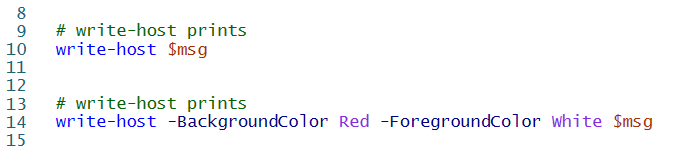 8
9 # write-host prints
10 write-host $msg
11
12
13 # write-host prints
14 write-host -BackgroundColor Red -ForegroundColor White $msg
15